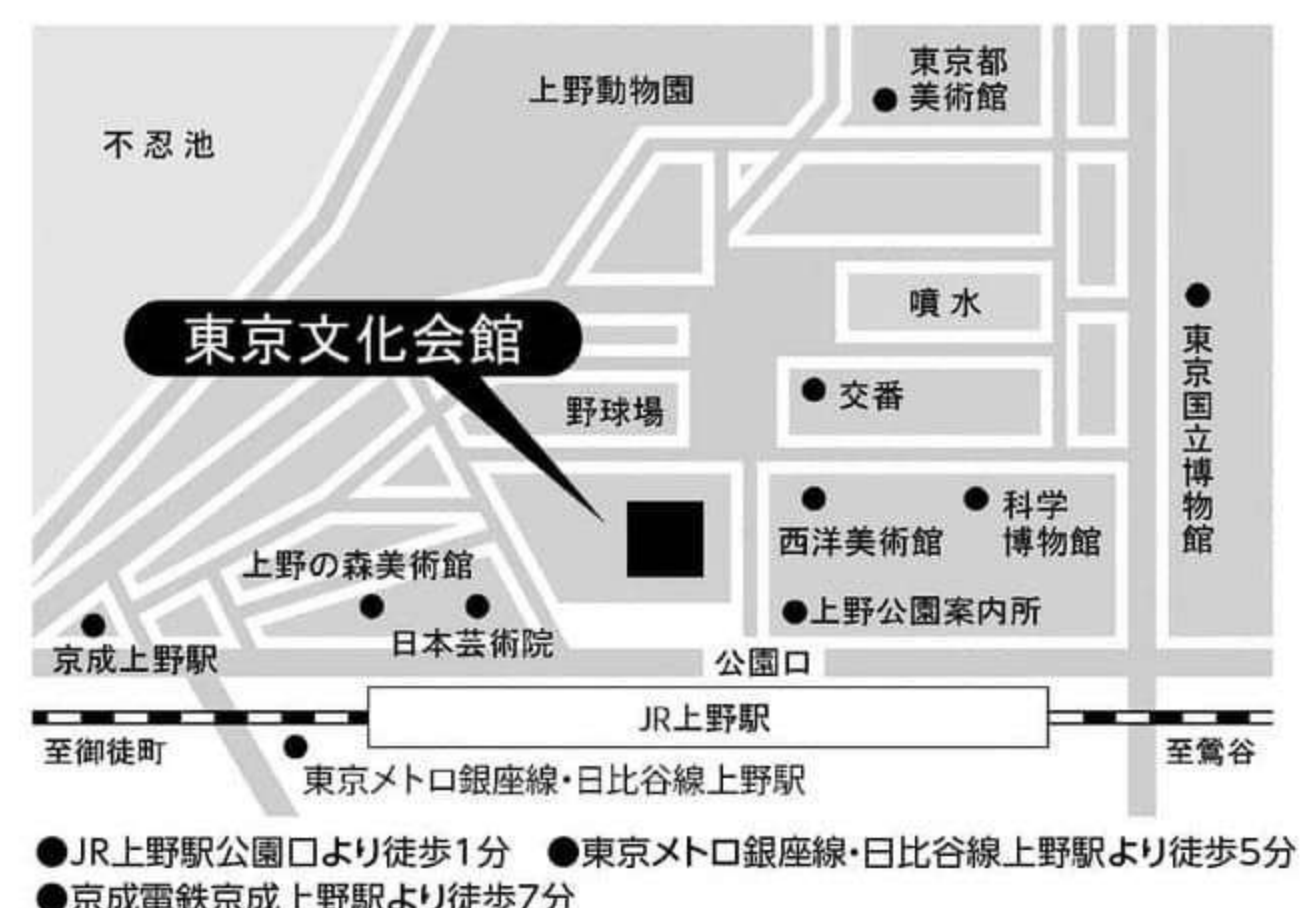 東京都
美術館
上野動物園
不忍池
噴水
東京文化会館
東京国立博物館
交番
野球場
西洋美術館
科学
博物館
上野の森美術館
日本芸術院
上野公園案内所
京成上野駅
公園口
JR上野駅
至御徒町
至鶯谷
東京メトロ銀座線・日比谷線上野駅
●JR上野駅公園口より徒歩1分 ●東京メトロ銀座線・日比谷線上野駅より徒歩5分
●京成電鉄京成上野駅より徒歩7分